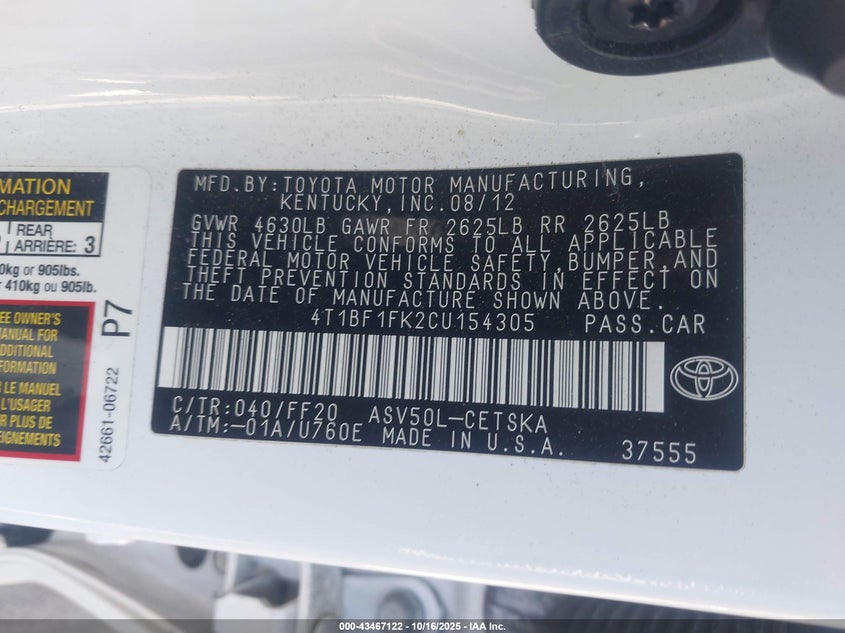 MATION
CHARGEMENT
REAR
ARRIÈRE: 3
0kg or 905lbs.
r 410kg ou 905lb.
EE OWNER'S
MANUAL FOR
ADDITIONAL
FORMATION
R LE MANUEL
L'USAGER
R PLUS DE
EIGNEMENTS
P7
42661-06722
MFD.BY:TOYOTA MOTOR MANUFACTURING,
KENTUCKY,INC.08/12
GVWR 4630LB GAWR FR 2625LB RR 2625LB
THIS VEHICLE CONFORMS TO ALL APPLICABLE
FEDERAL MOTOR VEHICLE SAFETY,BUMPER,AND
THEFT PREVENTION STANDARDS IN EFFECT ON
THE DATE OF MANUFACTURE SHOWN ABOVE.
4T1BF1FK2CU154305 PASS.CAR
C/TR:040/FF20 ASV50L-CETSKA
A/TM:-01A/U760E MADE IN U.S.A. 37555
000-43467122 - 10/16/2025 - IAA Inc.